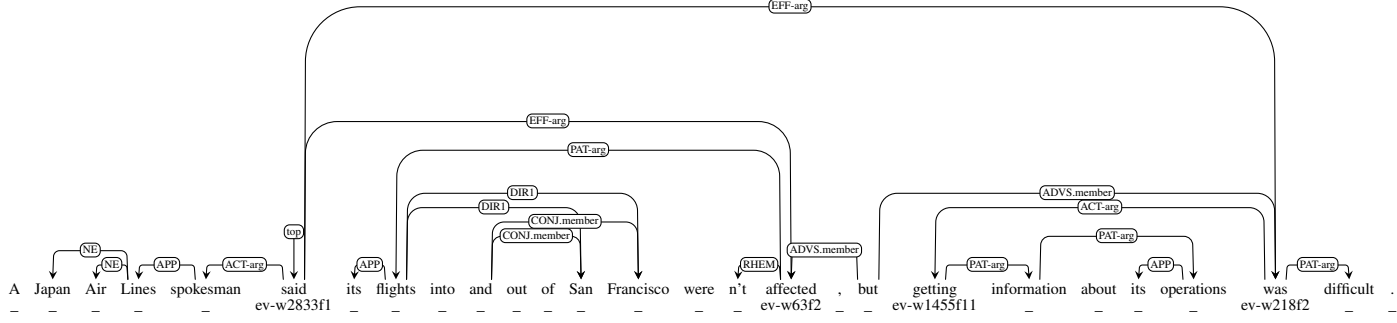 EFF-arg
EFF-arg
PAT-arg
DIR1 ADVS.member
DIR1 ACT-arg
CONJ.member
top CONJ.member PAT-arg
NE ADVS.member
NE APP ACT-arg APP RHEM PAT-arg APP PAT-arg
A Japan Air Lines spokesman said its flights into and out of San Francisco were n't affected , but getting information about its operations was difficult .
_ _ _ _ _ ev-w2833f1 _ _ _ _ _ _ _ _ _ _ ev-w63f2 _ _ ev-w1455f11 _ _ _ _ ev-w218f2 _ _